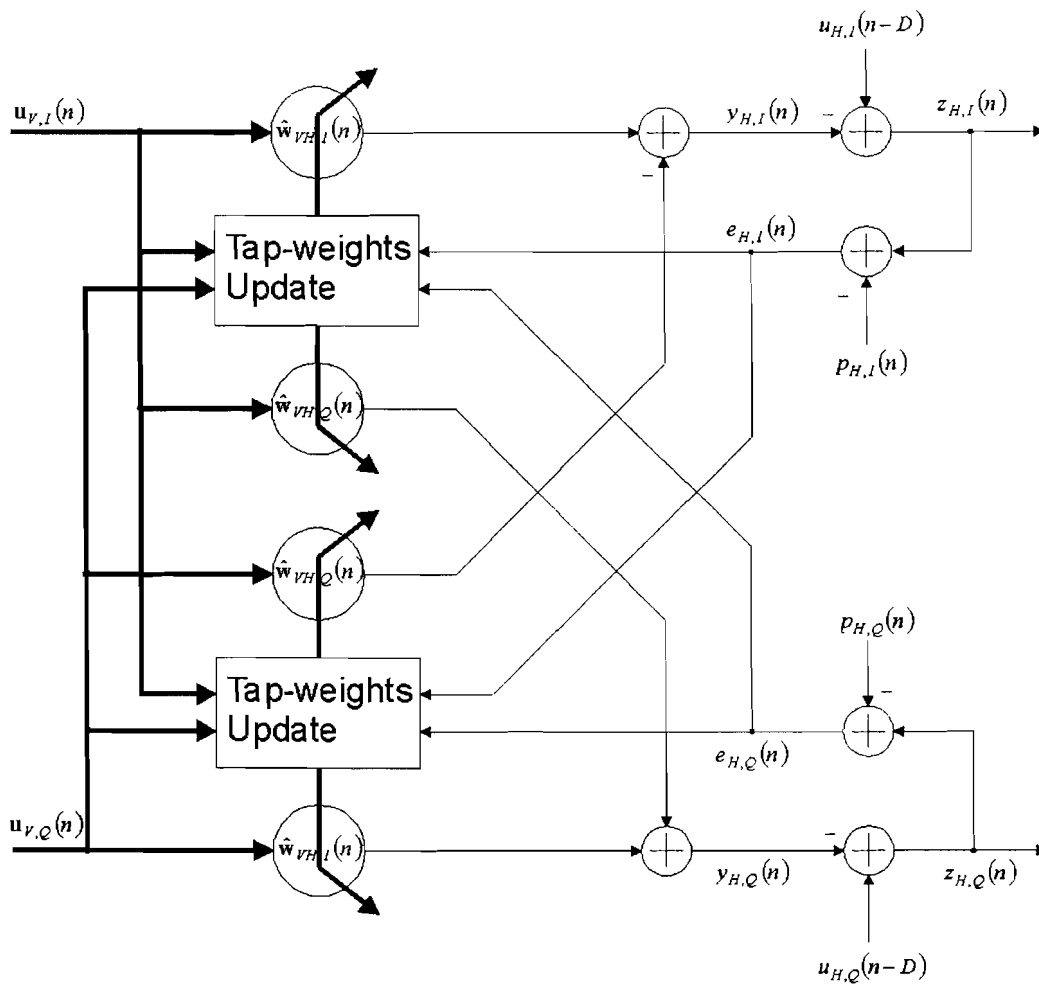 u_{H,I}(n-D)
u_{V,I}(n)
ŵ_{VH,I}(n)
y_{H,I}(n)
z_{H,I}(n)
+
+
−
−
Tap-weights
Update
e_{H,I}(n)
+
−
p_{H,I}(n)
ŵ_{VH,Q}(n)
ŵ_{VH,Q}(n)
p_{H,Q}(n)
Tap-weights
Update
−
+
e_{H,Q}(n)
u_{V,Q}(n)
ŵ_{VH,I}(n)
+
−
+
y_{H,Q}(n)
z_{H,Q}(n)
u_{H,Q}(n-D)